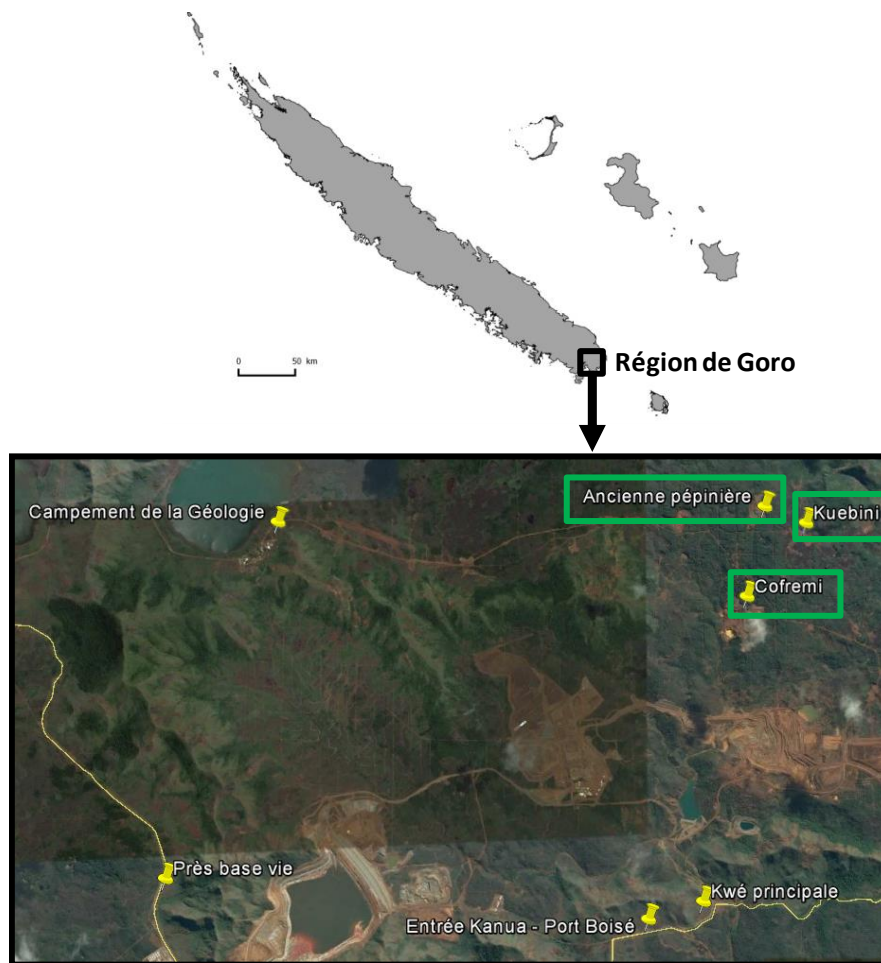 0 50 km
Région de Goro
Ancienne pépinière
Campement de la Géologie
Kuebini
Cofremi
Près base vie
Kwé principale
Entrée Kanua - Port Boisé